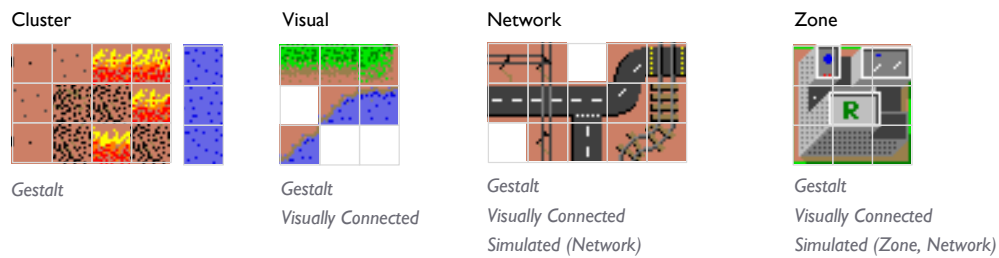 Cluster
Visual
Network
Zone
R
Gestalt
Gestalt
Visually Connected
Gestalt
Visually Connected
Simulated (Network)
Gestalt
Visually Connected
Simulated (Zone, Network)